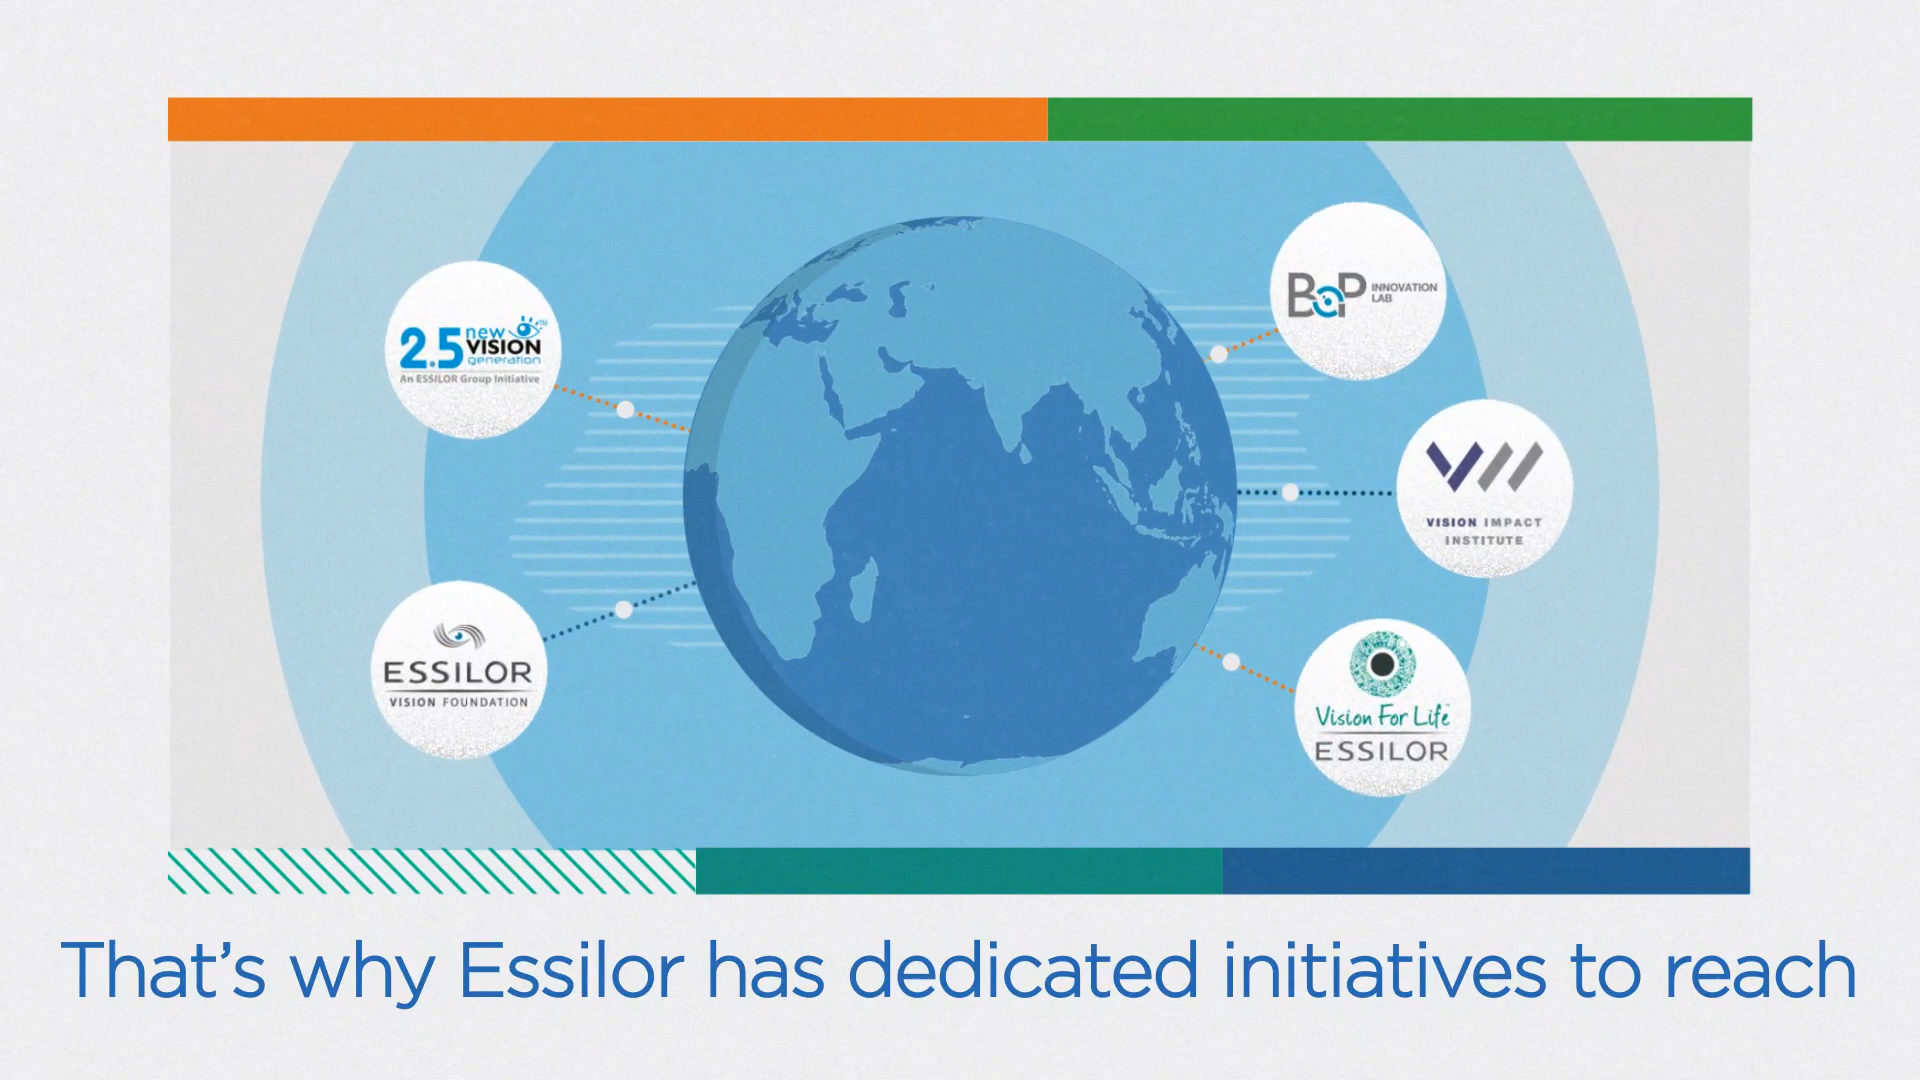 2.5 new
VISION
generation
TM
An ESSILOR Group Initiative
ESSILOR
VISION FOUNDATION
BoP INNOVATION
LAB
VISION IMPACT
INSTITUTE
Vision For Life
ESSILOR
That's why Essilor has dedicated initiatives to reach